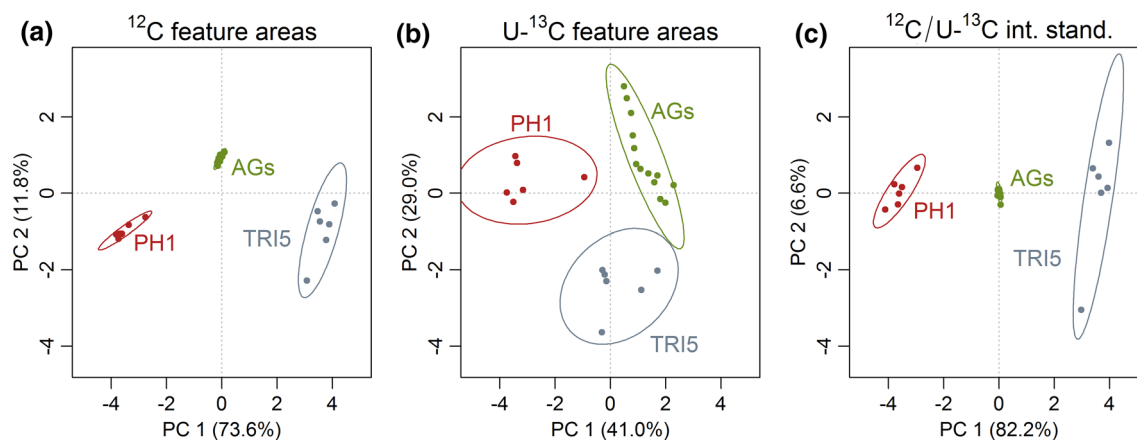 (a) ¹²C feature areas
PC 2 (11.8%)
2
0
-2
-4
AGs
PH1
TRI5
-4 -2 0 2 4
PC 1 (73.6%)
(b) U-¹³C feature areas
PC 2 (29.0%)
2
0
-2
-4
PH1
AGs
TRI5
-4 -2 0 2 4
PC 1 (41.0%)
(c) ¹²C/U-¹³C int. stand.
PC 2 (6.6%)
2
0
-2
-4
PH1
AGs
TRI5
-4 -2 0 2 4
PC 1 (82.2%)